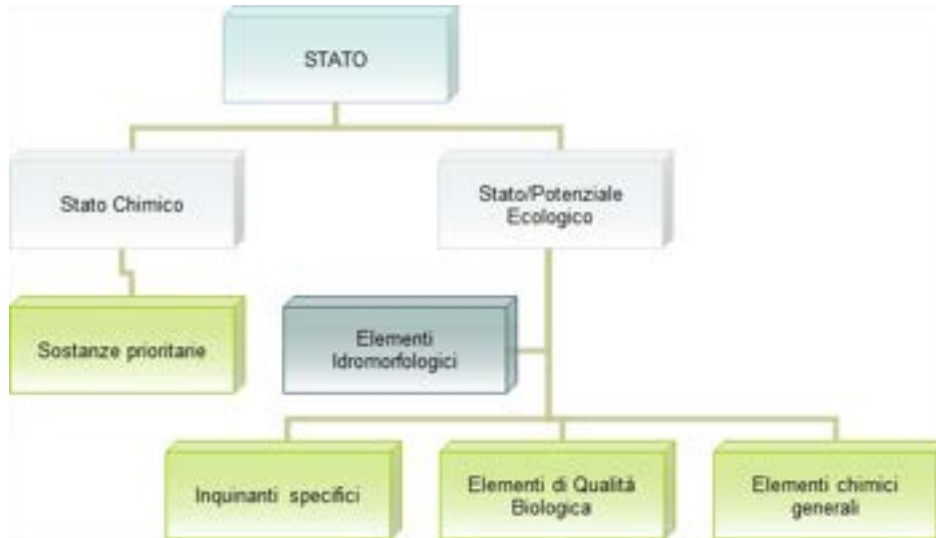 STATO
Stato Chimico
Stato/Potenziale
Ecologico
Sostanze prioritarie
Elementi
Idromorfologici
Inquinanti specifici
Elementi di Qualità
Biologica
Elementi chimici
generali